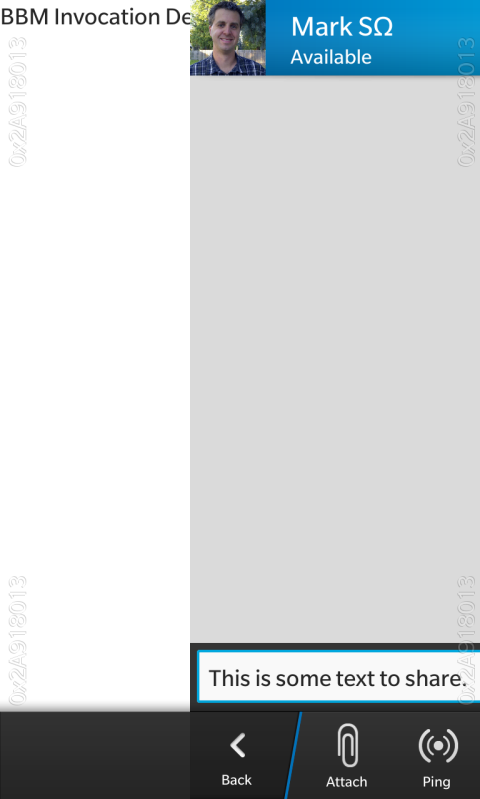 BBM Invocation De
Mark SΩ
Available
0x2A918013
0x2A918013
0x2A918013
0x2A918013
This is some text to share.
Back
Attach
Ping